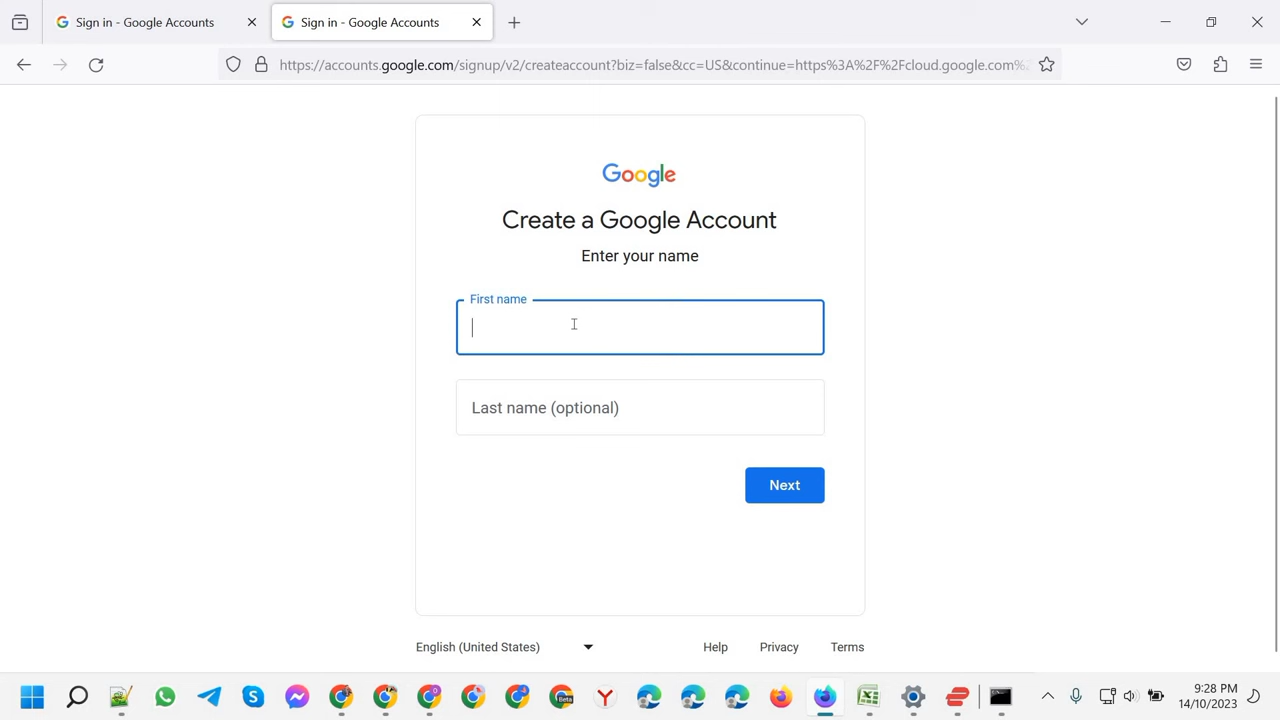 Sign in - Google Accounts
Sign in - Google Accounts
https://accounts.google.com/signup/v2/createaccount?biz=false&cc=US&continue=https%3A%2F%2Fcloud.google.com%
Google
Create a Google Account
Enter your name
First name
Last name (optional)
Next
English (United States)
Help
Privacy
Terms
Beta
9:28 PM
14/10/2023